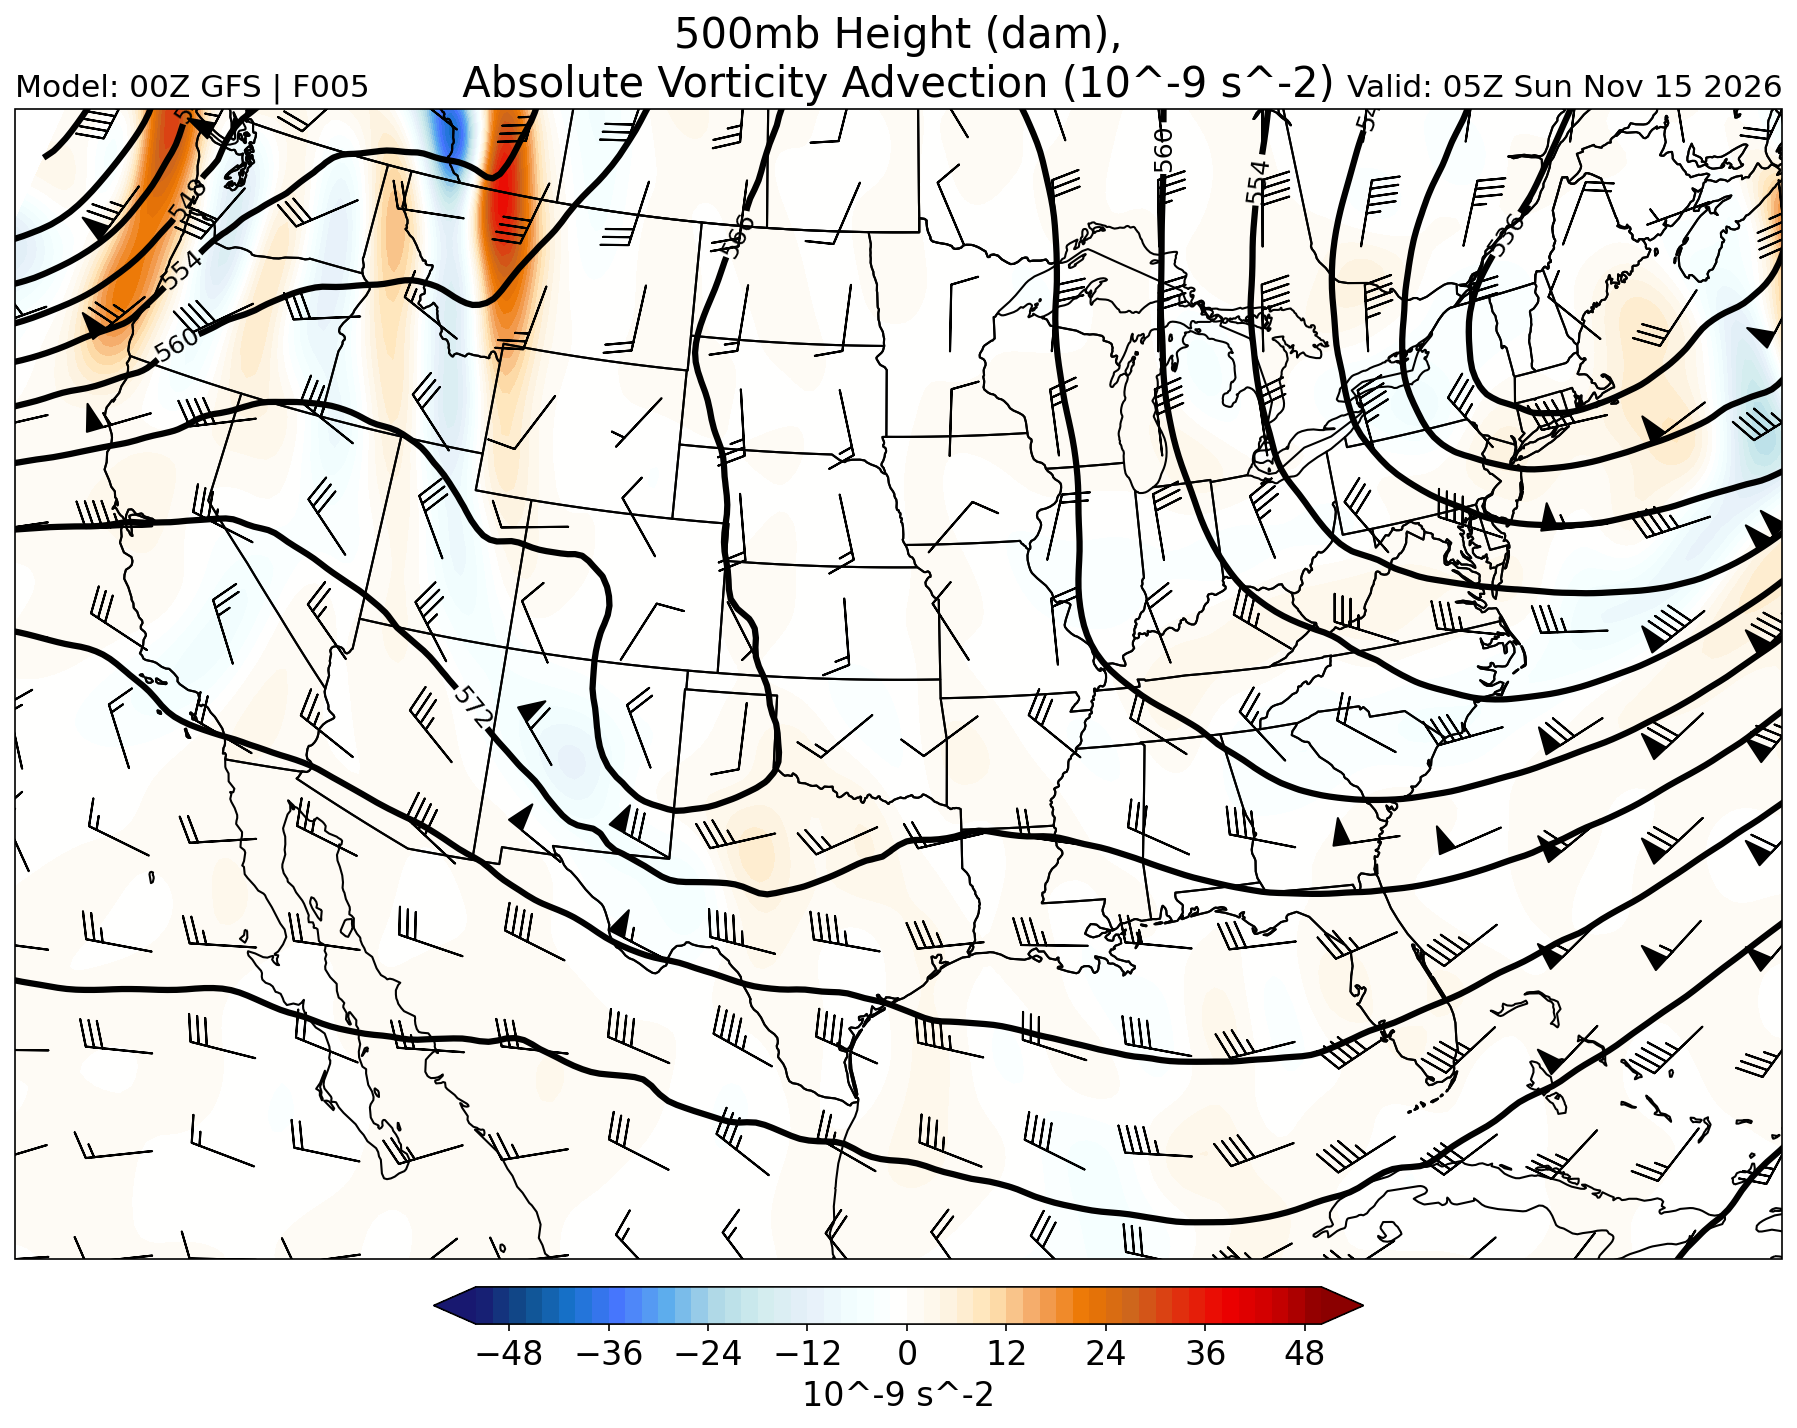 500mb Height (dam),
Model: 00Z GFS | F005
Absolute Vorticity Advection (10^-9 s^-2)
Valid: 05Z Sun Nov 15 2026
560
554
548
566
536
554
560
572
−48 −36 −24 −12 0 12 24 36 48
10^-9 s^-2